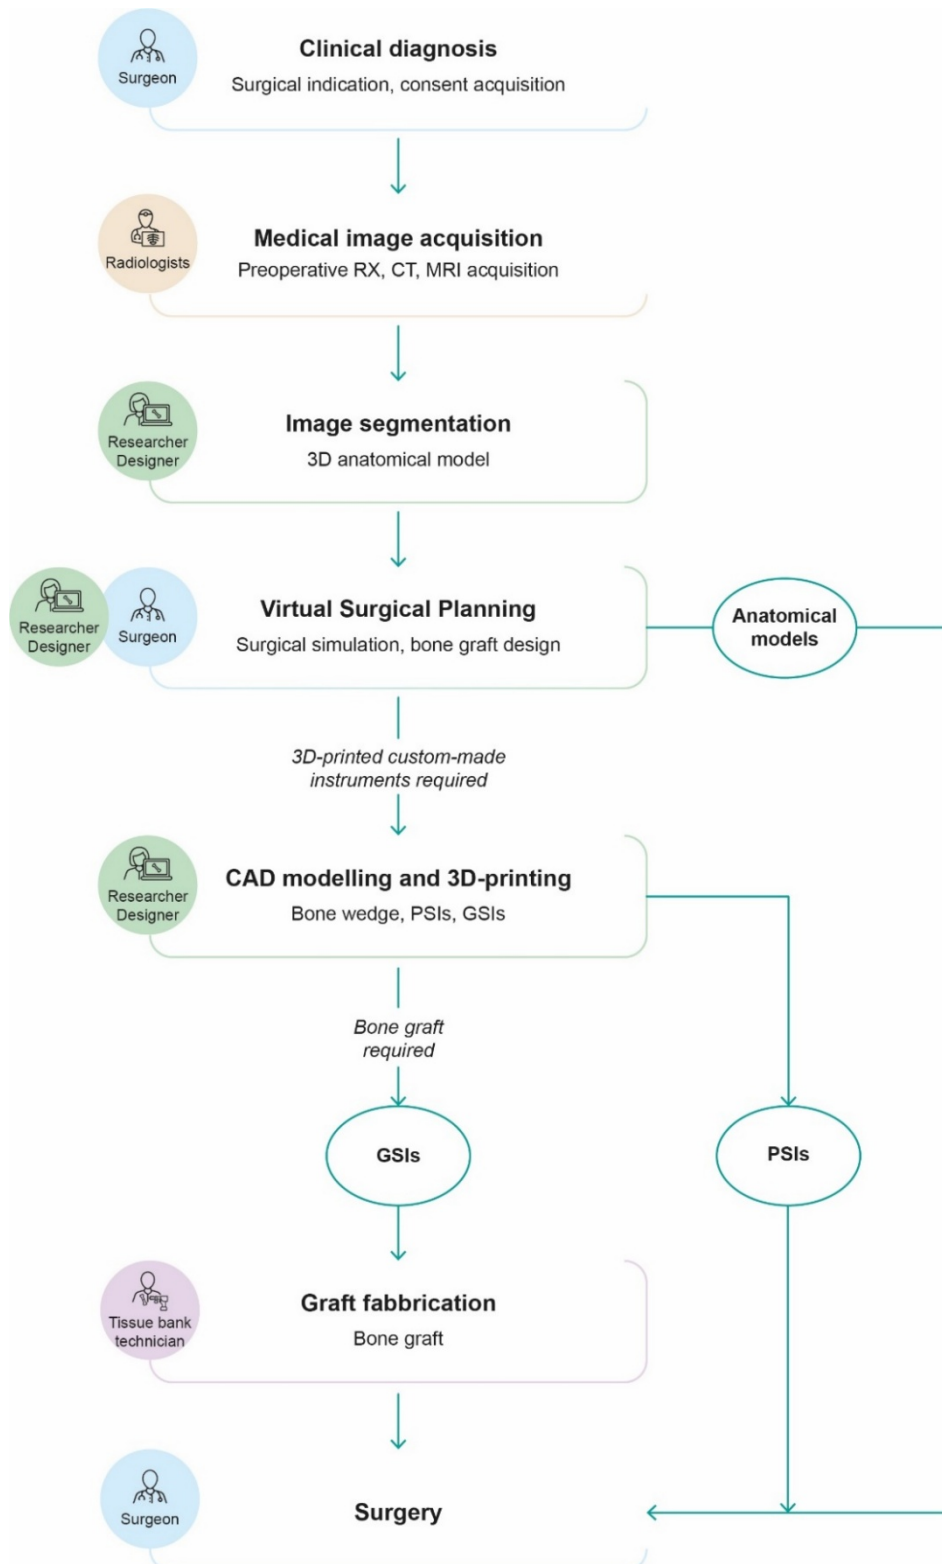 Surgeon
Clinical diagnosis
Surgical indication, consent acquisition
Radiologists
Medical image acquisition
Preoperative RX, CT, MRI acquisition
Researcher
Designer
Image segmentation
3D anatomical model
Researcher
Designer
Surgeon
Virtual Surgical Planning
Surgical simulation, bone graft design
Anatomical
models
3D-printed custom-made
instruments required
Researcher
Designer
CAD modelling and 3D-printing
Bone wedge, PSIs, GSIs
Bone graft
required
GSIs
PSIs
Tissue bank
technician
Graft fabbrication
Bone graft
Surgeon
Surgery